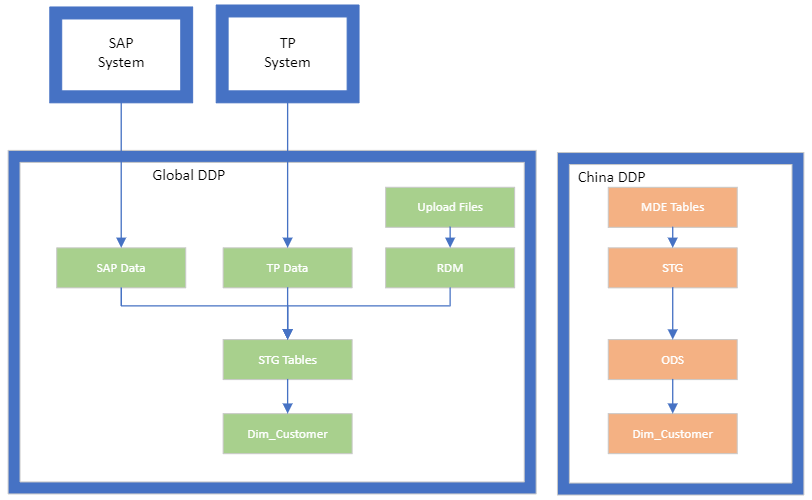 SAP
System
TP
System
Global DDP
China DDP
Upload Files
MDE Tables
SAP Data
TP Data
RDM
STG
STG Tables
ODS
Dim_Customer
Dim_Customer